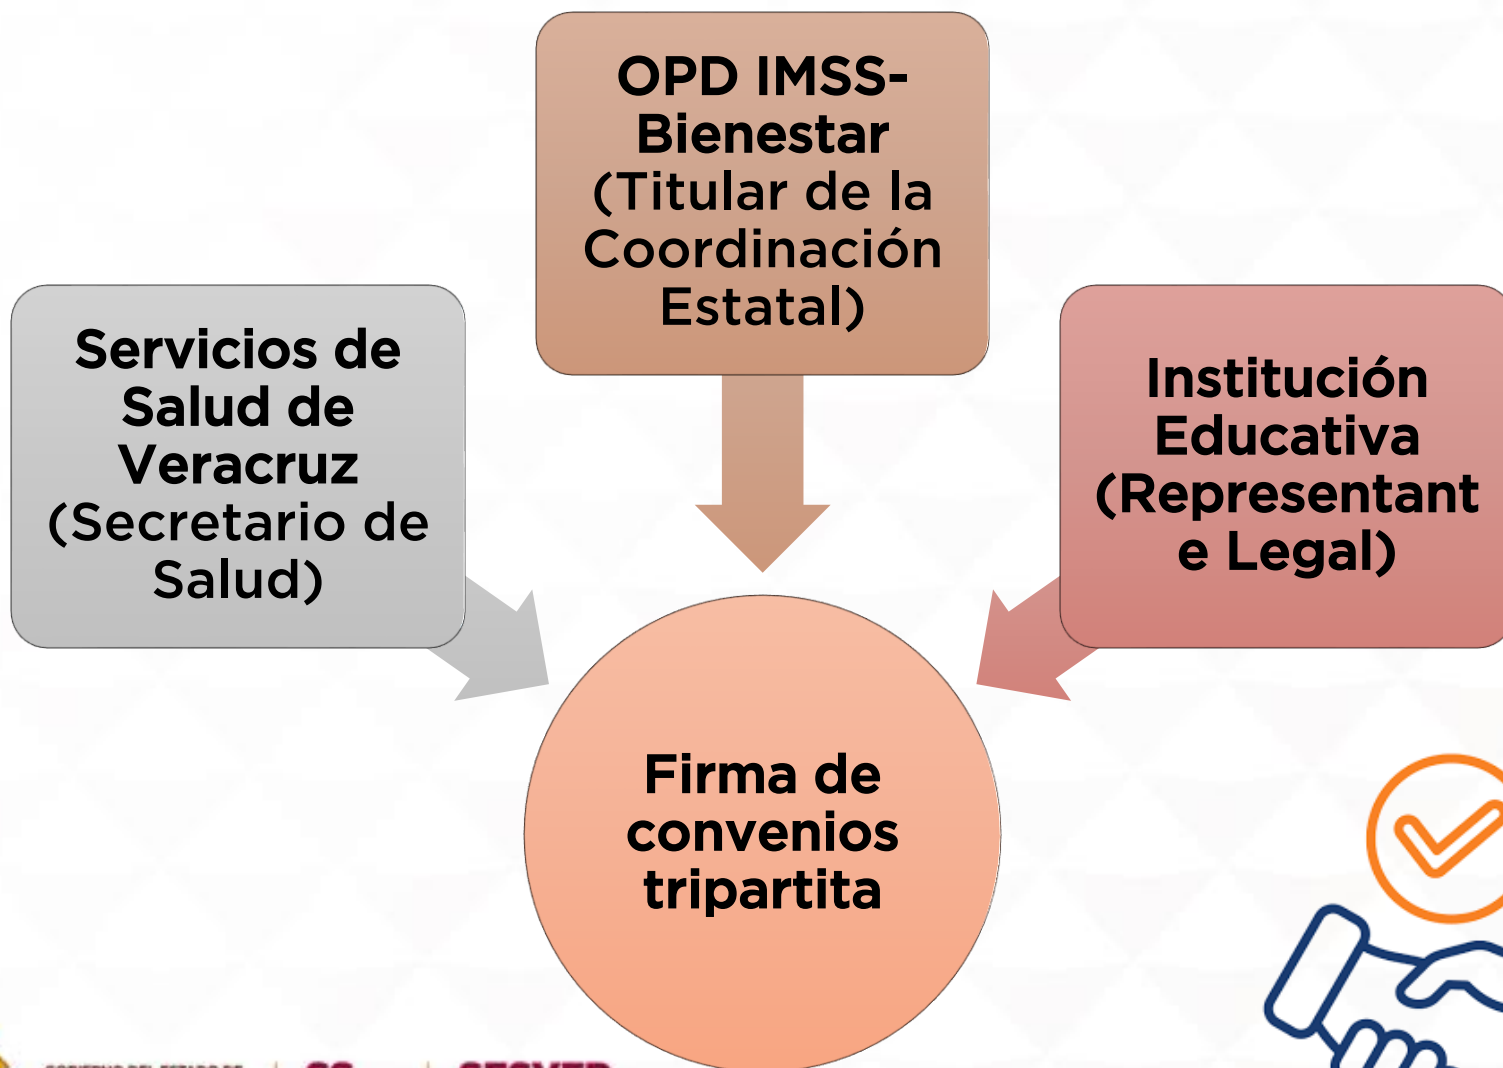 OPD IMSS-
Bienestar
(Titular de la
Coordinación
Estatal)
Servicios de
Salud de
Veracruz
(Secretario de
Salud)
Institución
Educativa
(Representant
e Legal)
Firma de
convenios
tripartita